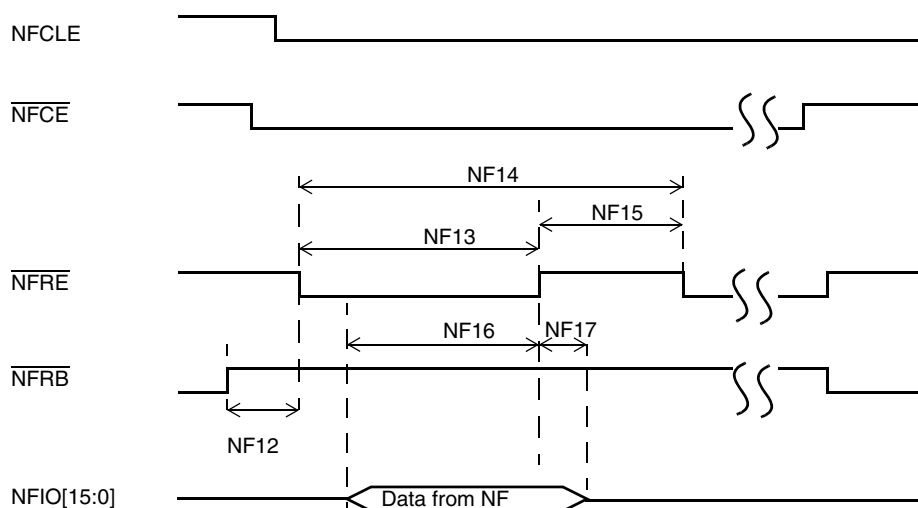 NFCLE
NFCE
NF14
NF15
NF13
NFRE
NF16
NF17
NFRB
NF12
NFIO[15:0]
Data from NF